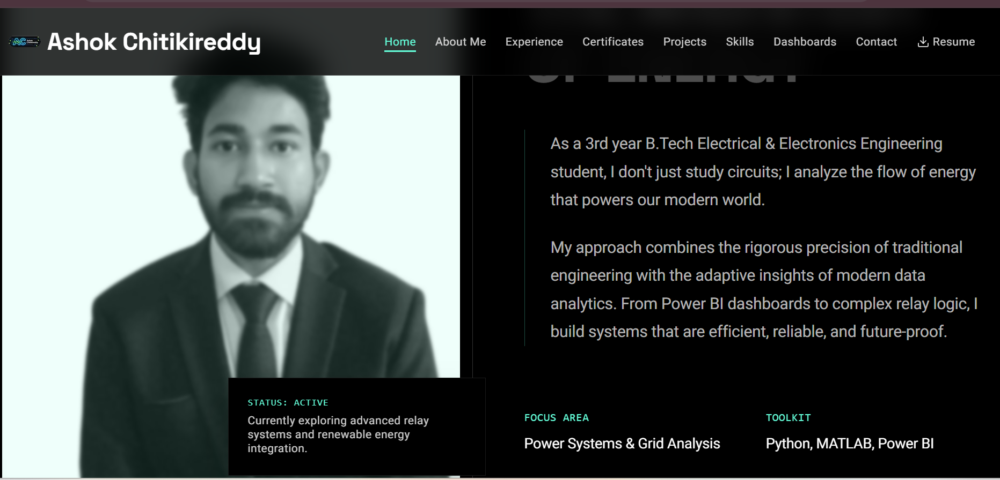 AC Ashok Chitikireddy
Ashok Chitikireddy
Home About Me Experience Certificates Projects Skills Dashboards Contact Resume
OF ENERGY
As a 3rd year B.Tech Electrical & Electronics Engineering
student, I don't just study circuits; I analyze the flow of energy
that powers our modern world.
My approach combines the rigorous precision of traditional
engineering with the adaptive insights of modern data
analytics. From Power BI dashboards to complex relay logic, I
build systems that are efficient, reliable, and future-proof.
STATUS: ACTIVE
Currently exploring advanced relay
systems and renewable energy
integration.
FOCUS AREA
Power Systems & Grid Analysis
TOOLKIT
Python, MATLAB, Power BI